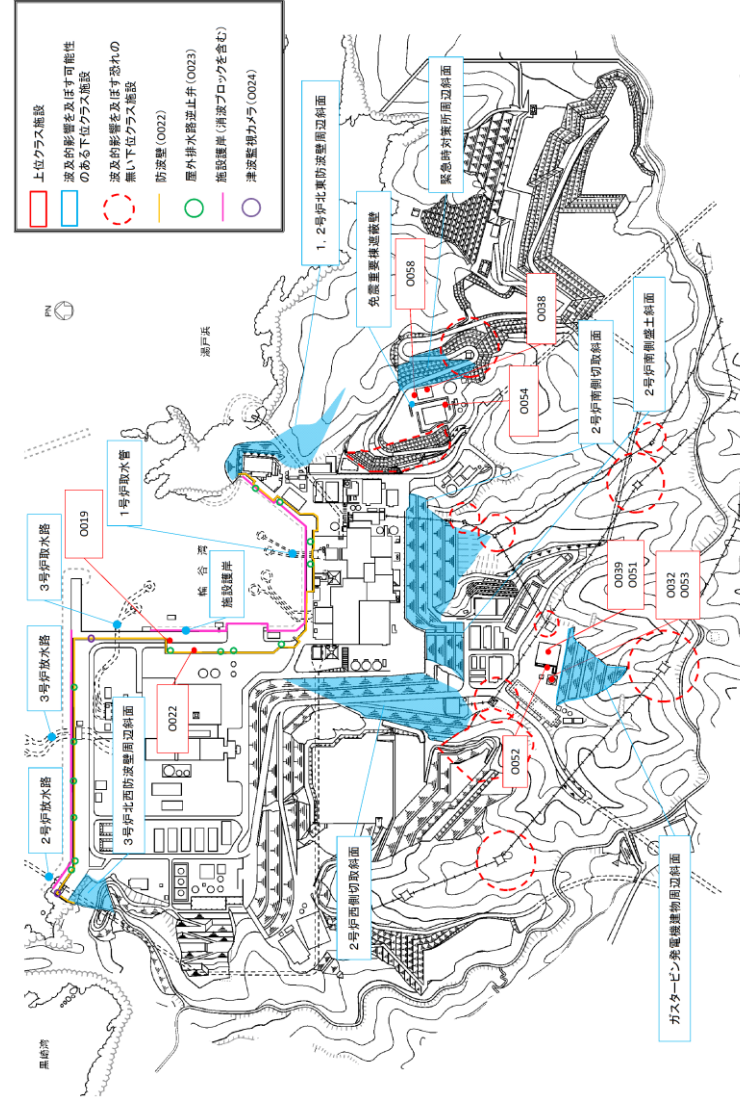 上位クラス施設
波及的影響を及ぼす可能性
のある下位クラス施設
波及的影響を及ぼす恐れの
無い下位クラス施設
防波壁(O022)
屋外排水路逆止弁(O023)
施設護岸(消波ブロックを含む)
津波監視カメラ(O024)
PN
湯戸浜
黒崎湾
輪谷湾
2号炉放水路
3号炉放水路
3号炉取水路
O019
1号炉取水管
施設護岸
O022
3号炉北西防波壁周辺斜面
1,2号炉北東防波壁周辺斜面
免震重要棟遮蔽壁
緊急時対策所周辺斜面
O058
O038
O054
2号炉南側切取斜面
2号炉南側盛土斜面
O039
O051
O032
O053
O052
2号炉西側切取斜面
ガスタービン発電機建物周辺斜面